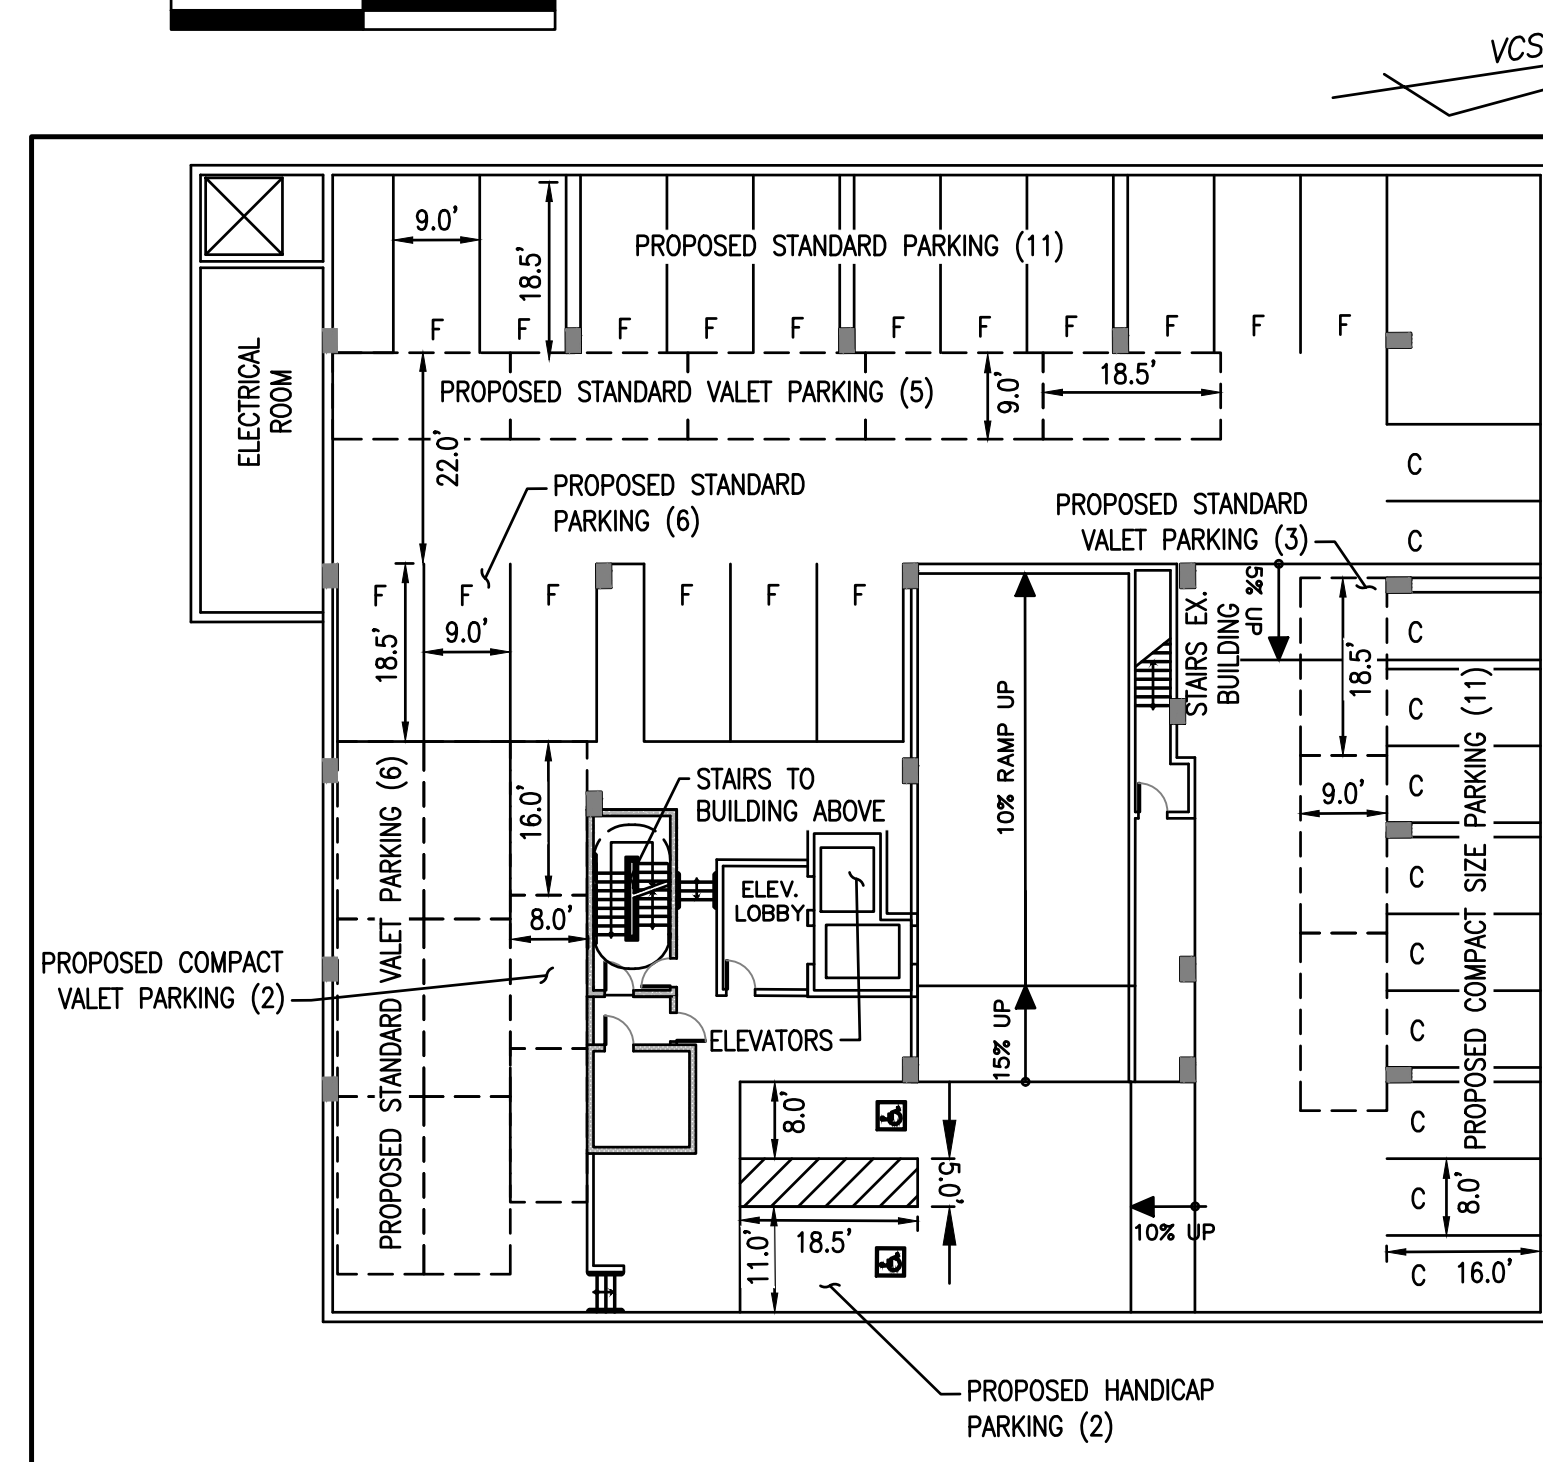 VCS
9.0'
18.5'
PROPOSED STANDARD PARKING (11)
F
F
F
F
F
F
F
F
F
F
F
ELECTRICAL
ROOM
PROPOSED STANDARD VALET PARKING (5)
9.0'
18.5'
22.0'
PROPOSED STANDARD
PARKING (6)
PROPOSED STANDARD
VALET PARKING (3)
C
C
F
F
F
F
F
F
18.5'
9.0'
5% UP
STAIRS EX.
BUILDING
18.5'
9.0'
C
C
C
C
C
C
C
C
C
PROPOSED COMPACT SIZE PARKING (11)
10% RAMP UP
15% UP
PROPOSED STANDARD VALET PARKING (6)
16.0'
8.0'
STAIRS TO
BUILDING ABOVE
ELEV.
LOBBY
ELEVATORS
PROPOSED COMPACT
VALET PARKING (2)
8.0'
5.0'
18.5'
11.0'
10% UP
8.0'
16.0'
PROPOSED HANDICAP
PARKING (2)